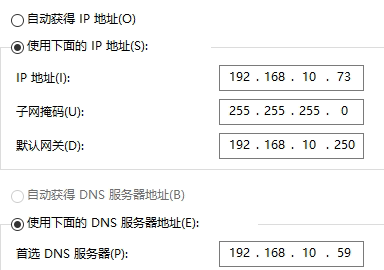 自动获得 IP 地址(O)
使用下面的 IP 地址(S):
IP 地址(I): 192 . 168 . 10 . 73
子网掩码(U): 255 . 255 . 255 . 0
默认网关(D): 192 . 168 . 10 . 250
自动获得 DNS 服务器地址(B)
使用下面的 DNS 服务器地址(E):
首选 DNS 服务器(P): 192 . 168 . 10 . 59